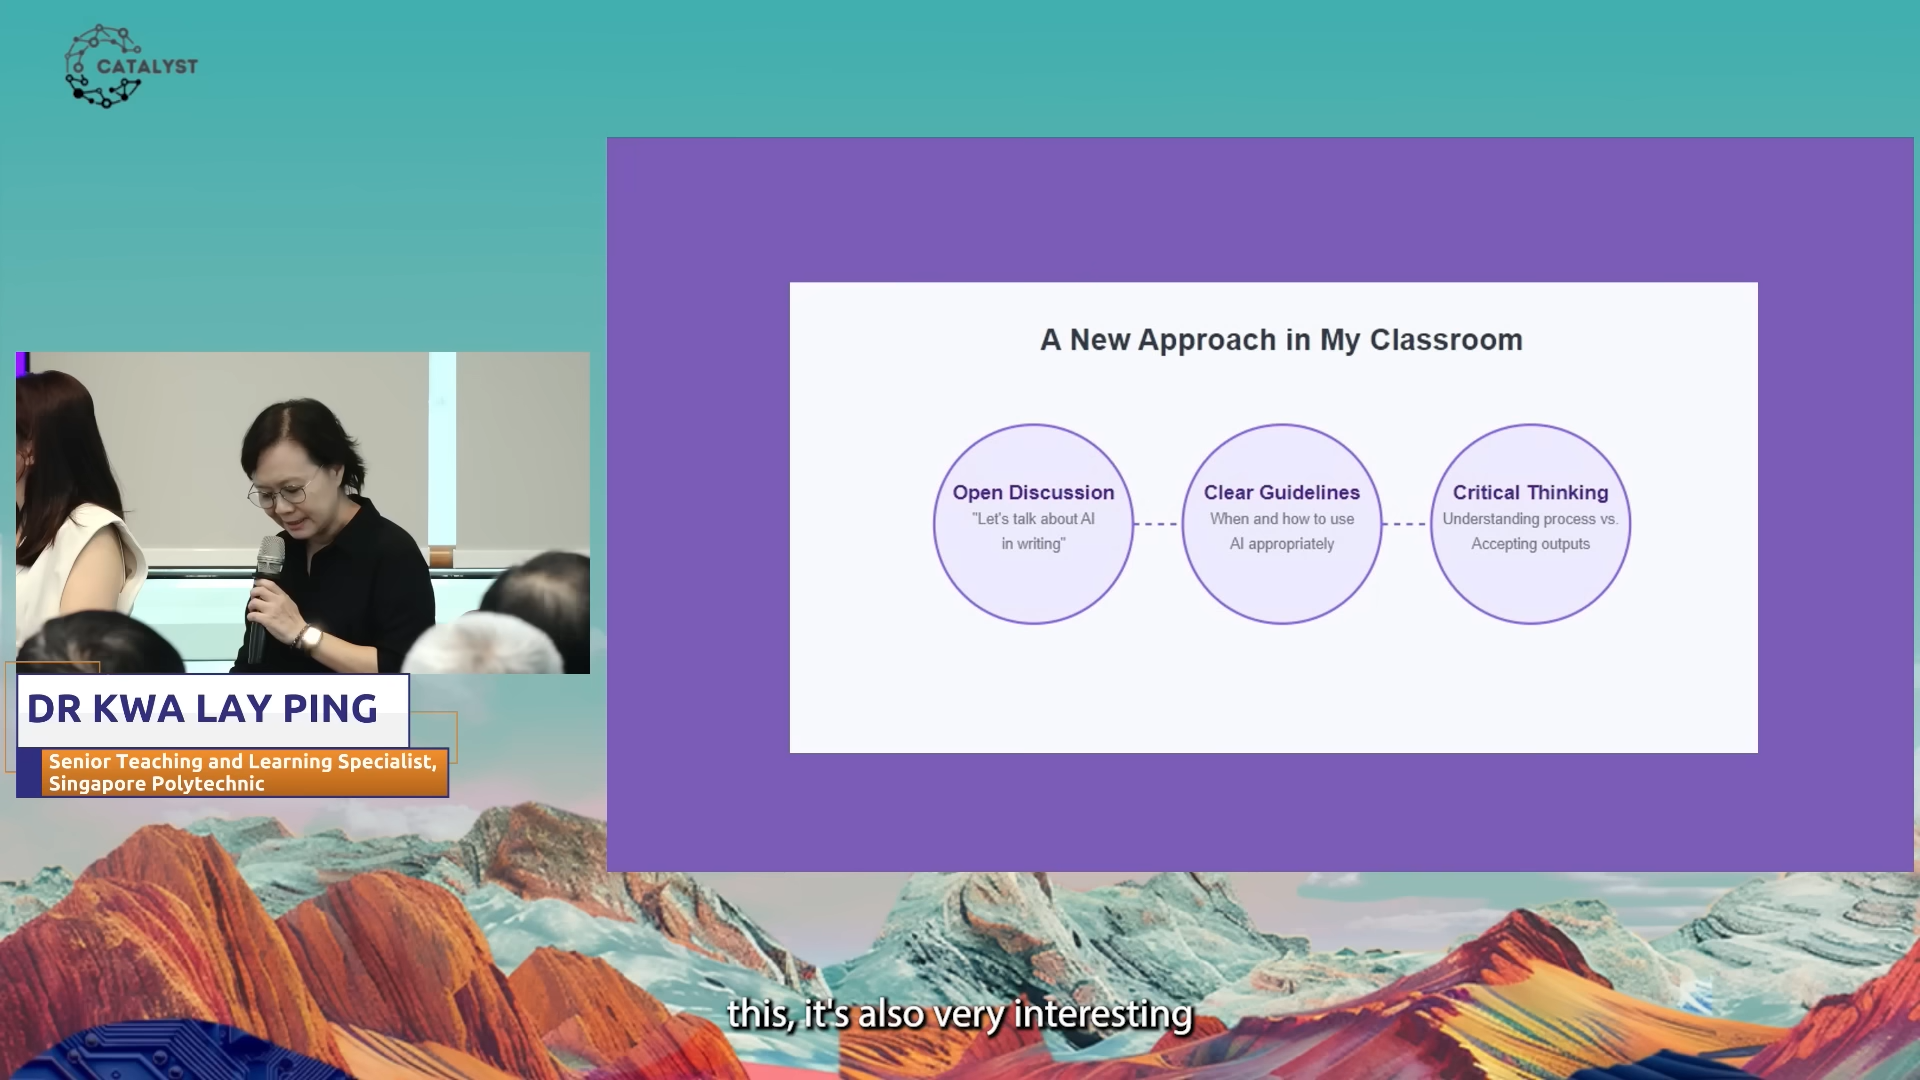 CATALYST
A New Approach in My Classroom
Open Discussion
"Let's talk about AI
in writing"
Clear Guidelines
When and how to use
AI appropriately
Critical Thinking
Understanding process vs.
Accepting outputs
DR KWA LAY PING
Senior Teaching and Learning Specialist,
Singapore Polytechnic
this, it's also very interesting